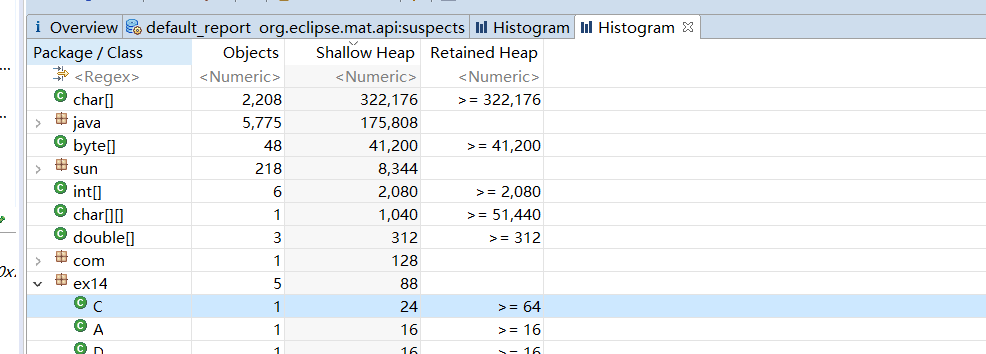 Overview default_report org.eclipse.mat.api:suspects Histogram Histogram
Package / Class Objects Shallow Heap Retained Heap
<Regex> <Numeric> <Numeric> <Numeric>
char[] 2,208 322,176 >= 322,176
java 5,775 175,808
byte[] 48 41,200 >= 41,200
sun 218 8,344
int[] 6 2,080 >= 2,080
char[][] 1 1,040 >= 51,440
double[] 3 312 >= 312
com 1 128
ex14 5 88
C 1 24 >= 64
A 1 16 >= 16
D 1 16 >= 16
0x.